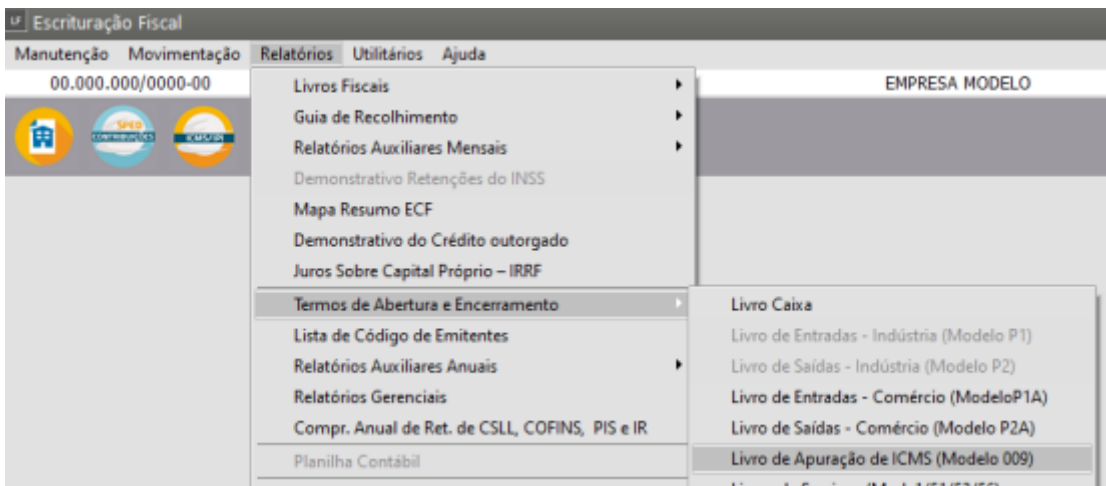 LF Escrituração Fiscal
Manutenção Movimentação Relatórios Utilitários Ajuda
00.000.000/0000-00
EMPRESA MODELO
SPED
CONTRIBUIÇÕES
ICMS/IPI
Livros Fiscais
Guia de Recolhimento
Relatórios Auxiliares Mensais
Demonstrativo Retenções do INSS
Mapa Resumo ECF
Demonstrativo do Crédito outorgado
Juros Sobre Capital Próprio – IRRF
Termos de Abertura e Encerramento
Lista de Código de Emitentes
Relatórios Auxiliares Anuais
Relatórios Gerenciais
Compr. Anual de Ret. de CSLL, COFINS, PIS e IR
Planilha Contábil
Livro Caixa
Livro de Entradas - Indústria (Modelo P1)
Livro de Saídas - Indústria (Modelo P2)
Livro de Entradas - Comércio (ModeloP1A)
Livro de Saídas - Comércio (Modelo P2A)
Livro de Apuração de ICMS (Modelo 009)